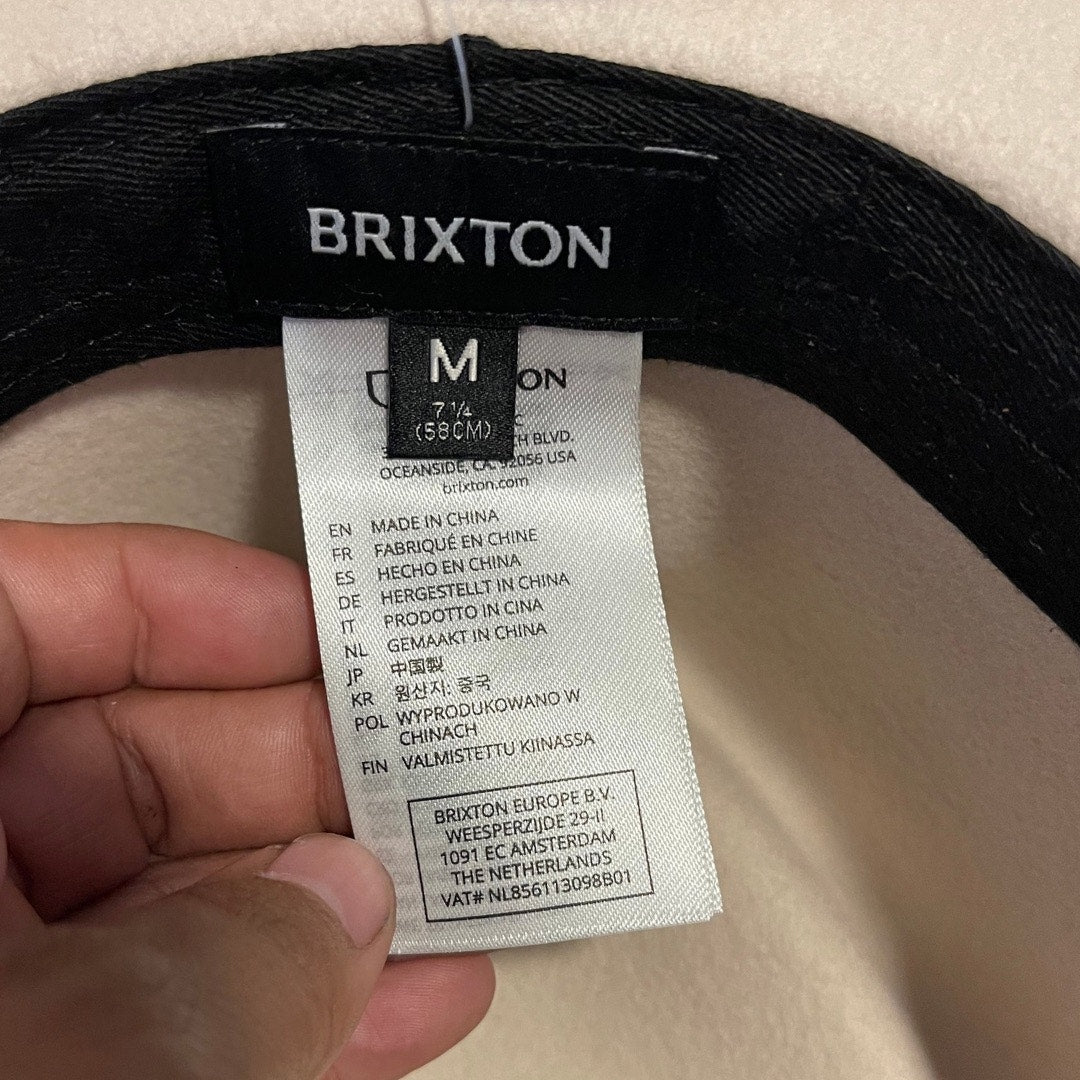 BRIXTON
M
7 1/4
(58CM)
ON
CH BLVD.
OCEANSIDE, CA. 92056 USA
brixton.com
EN MADE IN CHINA
FR FABRIQUÉ EN CHINE
ES HECHO EN CHINA
DE HERGESTELLT IN CHINA
IT PRODOTTO IN CINA
NL GEMAAKT IN CHINA
JP 中国製
KR 원산지: 중국
POL WYPRODUKOWANO W
CHINACH
FIN VALMISTETTU KIINASSA
BRIXTON EUROPE B.V.
WEESPERZIJDE 29-II
1091 EC AMSTERDAM
THE NETHERLANDS
VAT# NL856113098B01